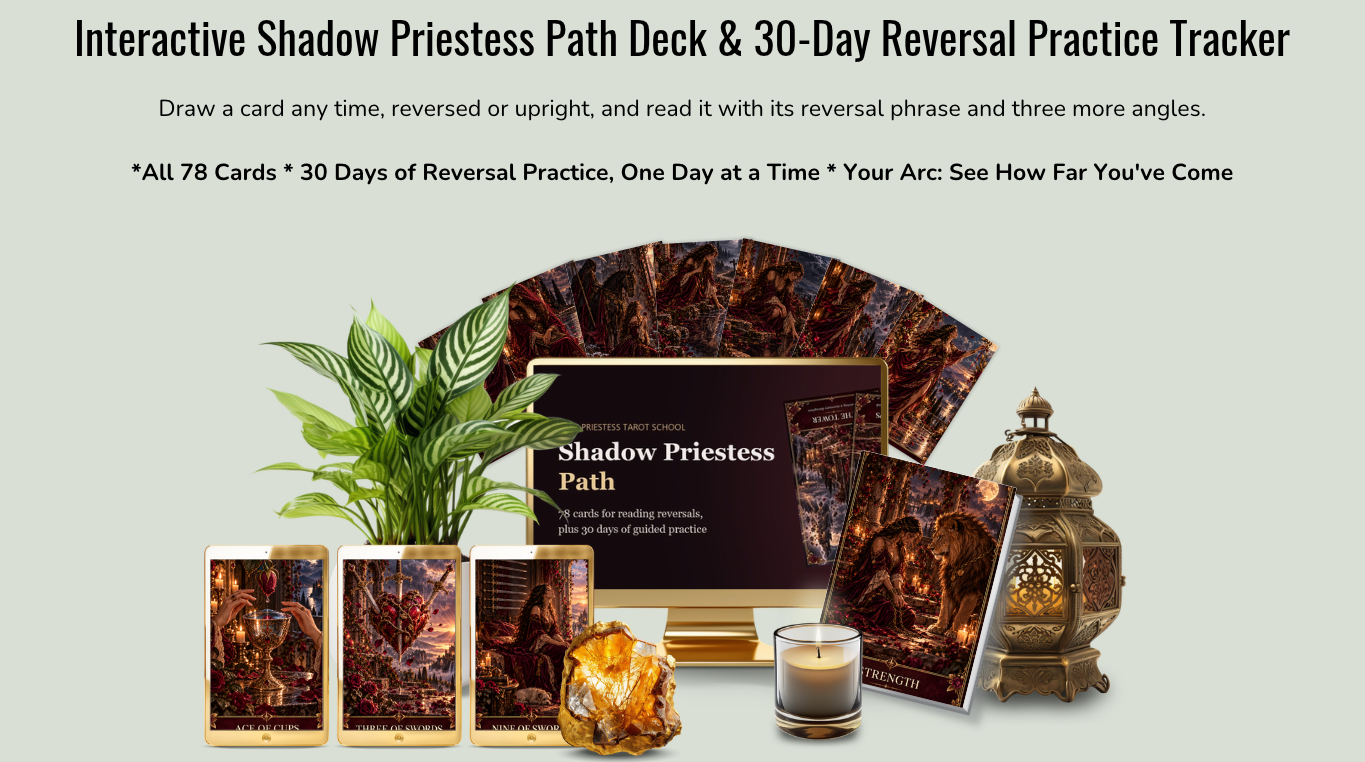 Interactive Shadow Priestess Path Deck & 30-Day Reversal Practice Tracker
Draw a card any time, reversed or upright, and read it with its reversal phrase and three more angles.
*All 78 Cards * 30 Days of Reversal Practice, One Day at a Time * Your Arc: See How Far You've Come
PRIESTESS TAROT SCHOOL
Shadow Priestess
Path
78 cards for reading reversals,
plus 30 days of guided practice
THE TOWER
STRENGTH
ACE OF CUPS
THREE OF SWORDS
NINE OF SWOR